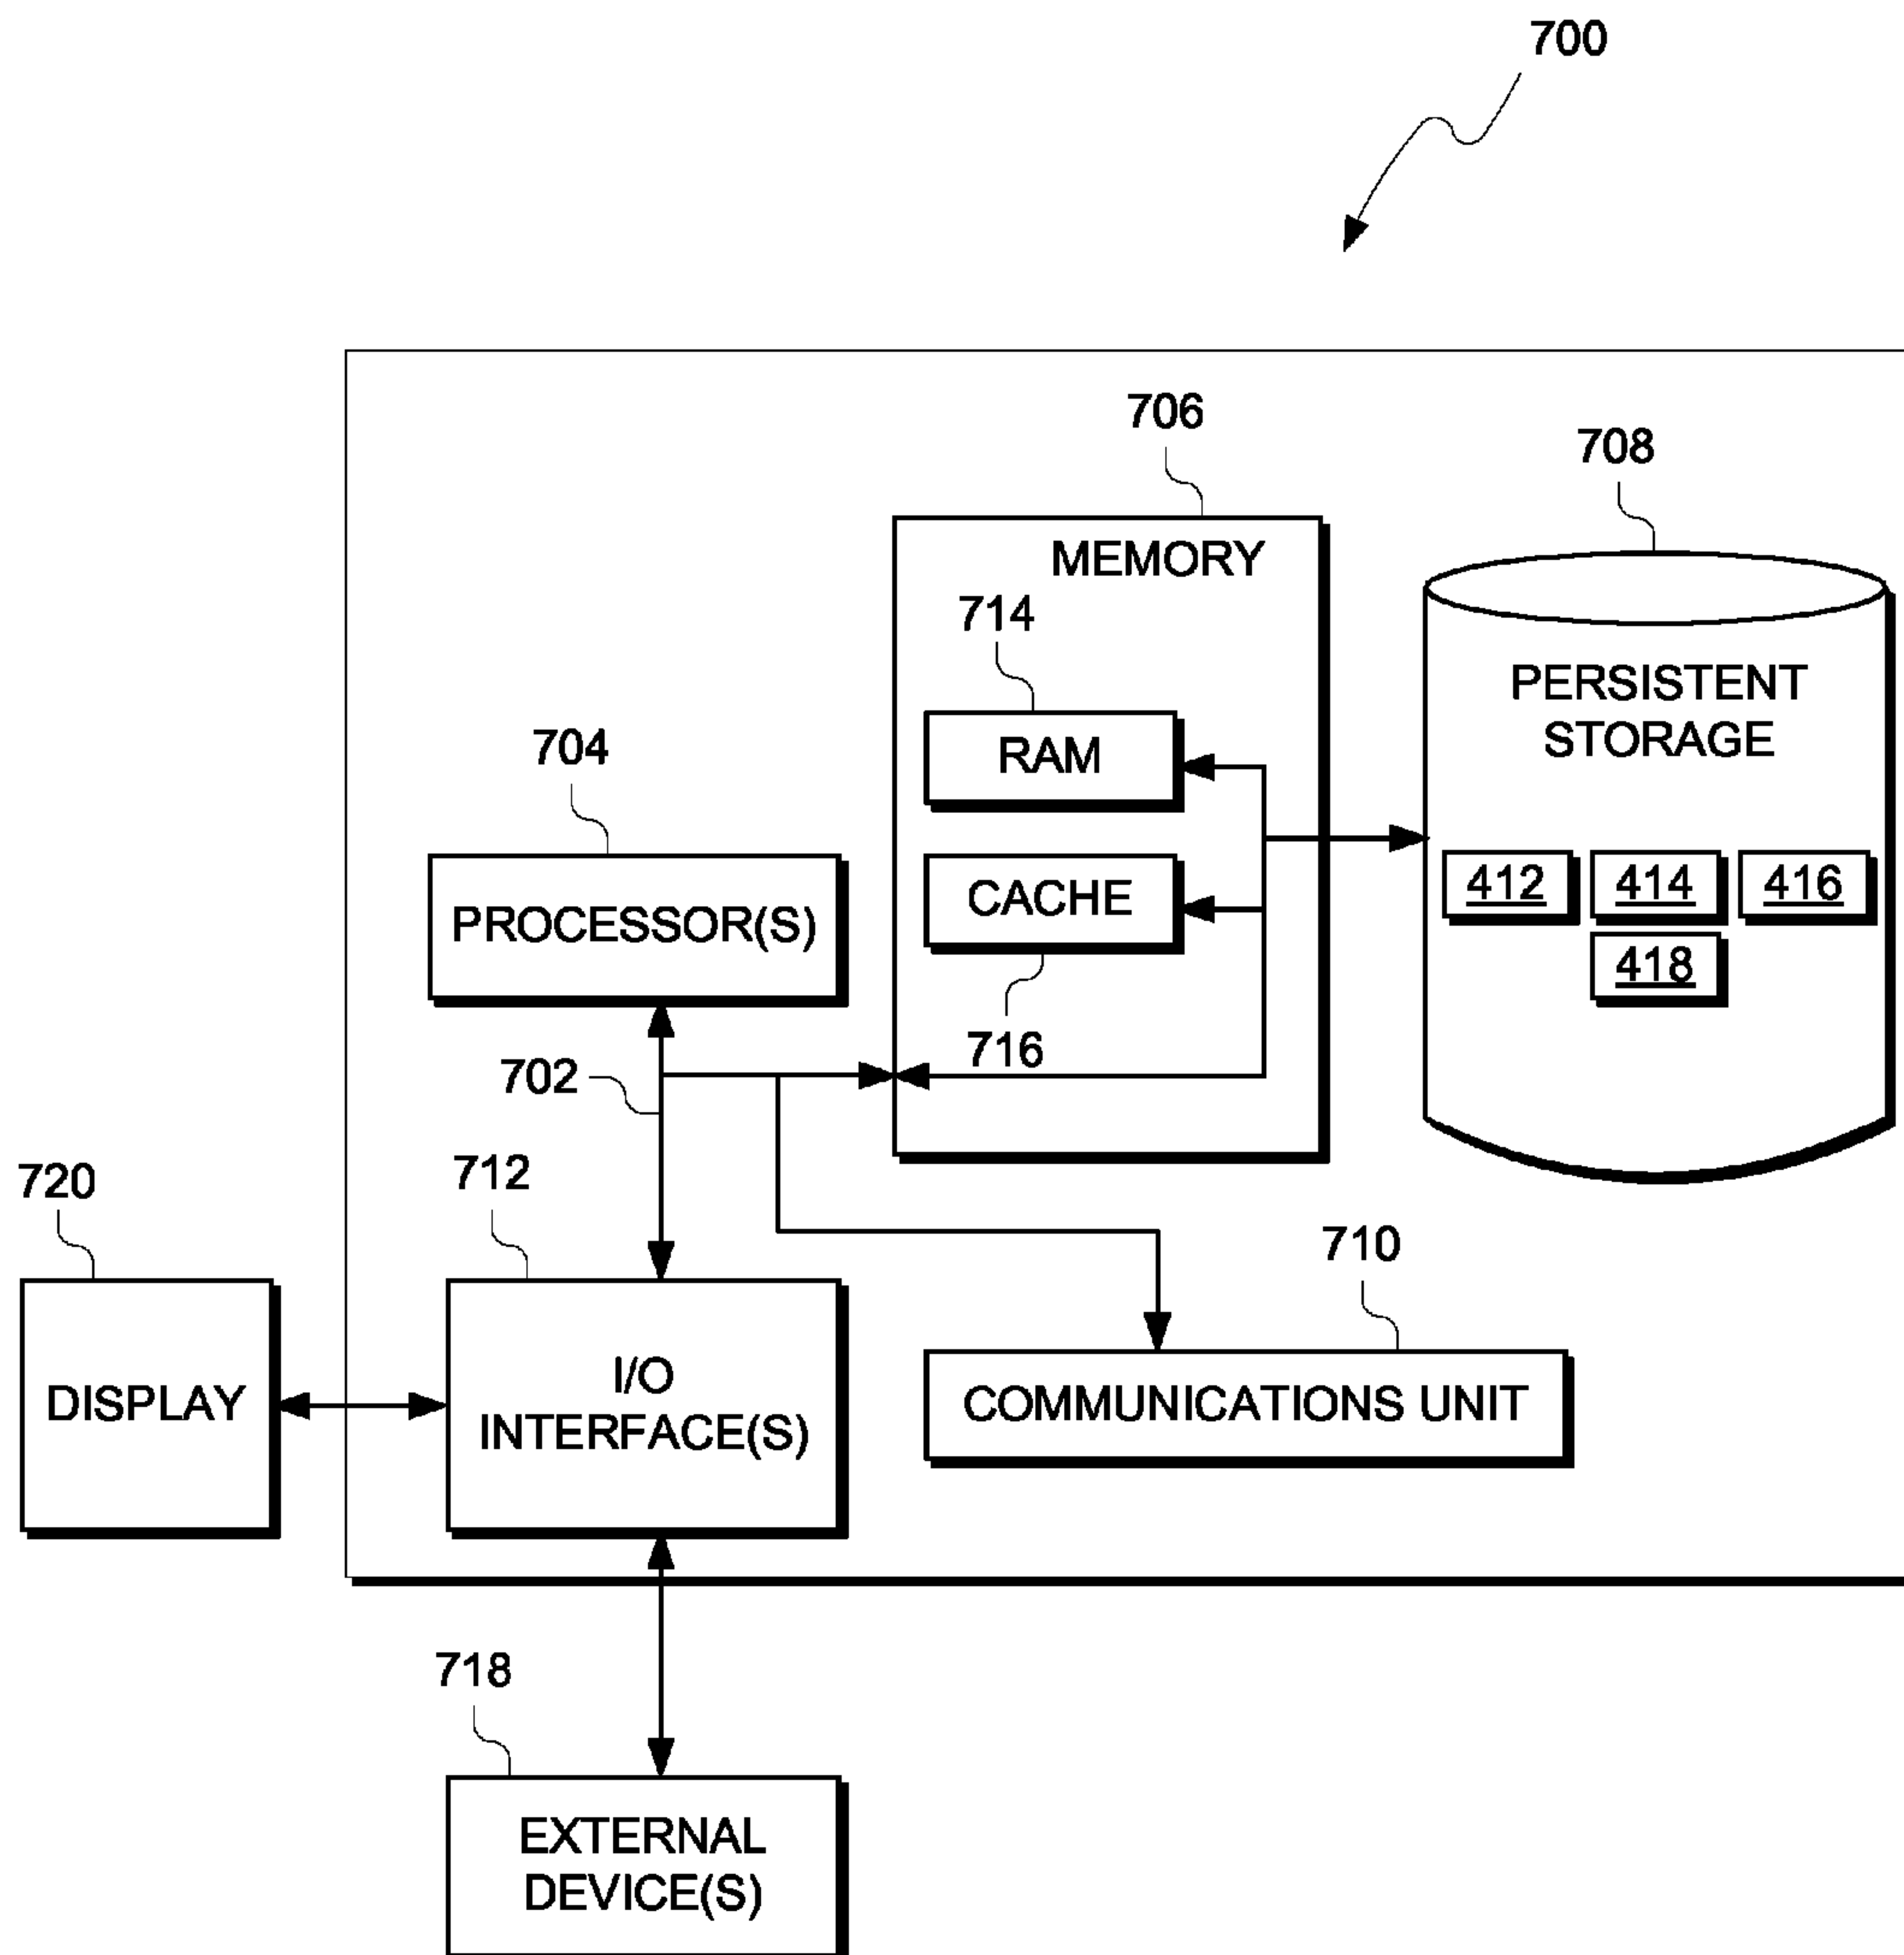 700
706
708
MEMORY
714
PERSISTENT
STORAGE
704
RAM
412
414
416
CACHE
PROCESSOR(S)
418
716
702
720
712
710
I/O
INTERFACE(S)
DISPLAY
COMMUNICATIONS UNIT
718
EXTERNAL
DEVICE(S)